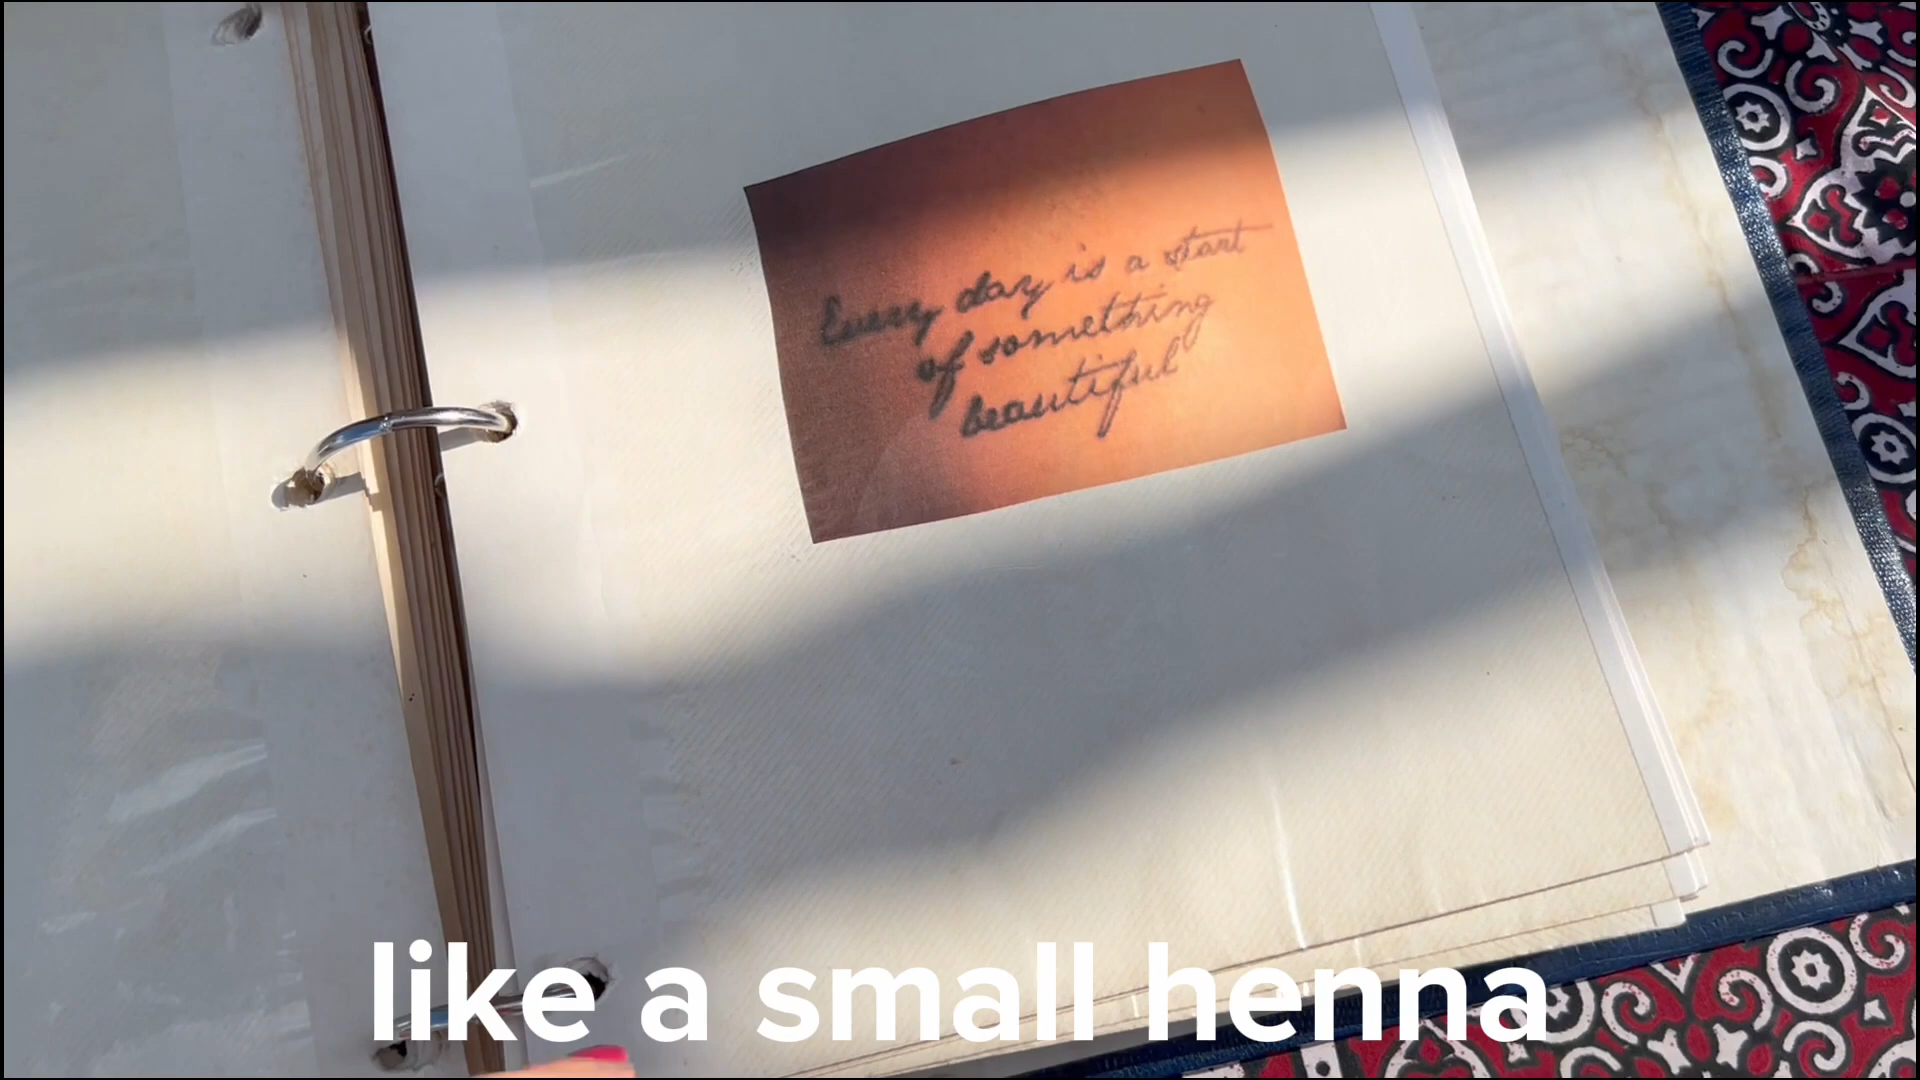 Every day is a start
of something
beautiful
like a small henna